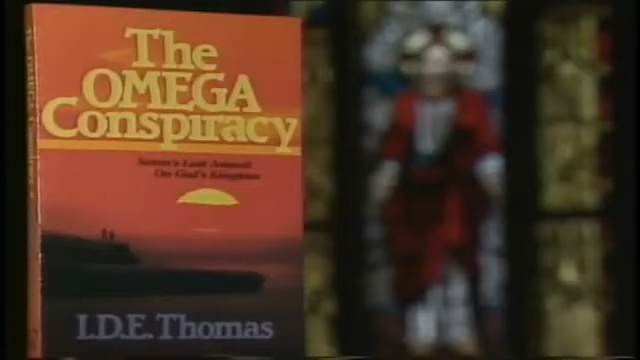 The
OMEGA
Conspiracy
Satan's Last Assault
On God's Kingdom
I.D.E. Thomas